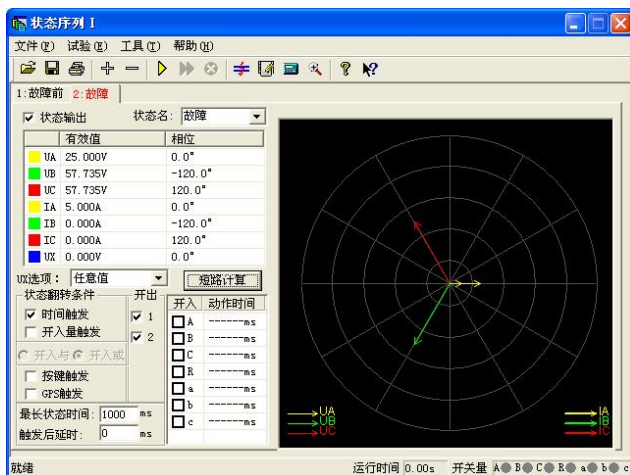 状态序列 I
文件(F) 试验(E) 工具(T) 帮助(H)
1:故障前 2:故障
状态输出 状态名: 故障
有效值 相位
UA 25.000V 0.0°
UB 57.735V -120.0°
UC 57.735V 120.0°
IA 5.000A 0.0°
IB 0.000A -120.0°
IC 0.000A 120.0°
UX 0.000V 0.0°
UX选项: 任意值 短路计算
状态翻转条件 开出 开入 动作时间
时间触发 1 A ------ms
开入量触发 2 B ------ms
开入与 开入或 C ------ms
R ------ms
按键触发 a ------ms
GPS触发 b ------ms
最长状态时间: 1000 ms c ------ms
触发后延时: 0 ms
UA IA
UB IB
UC IC
就绪 运行时间 0.00s 开关量 A B C R a b c